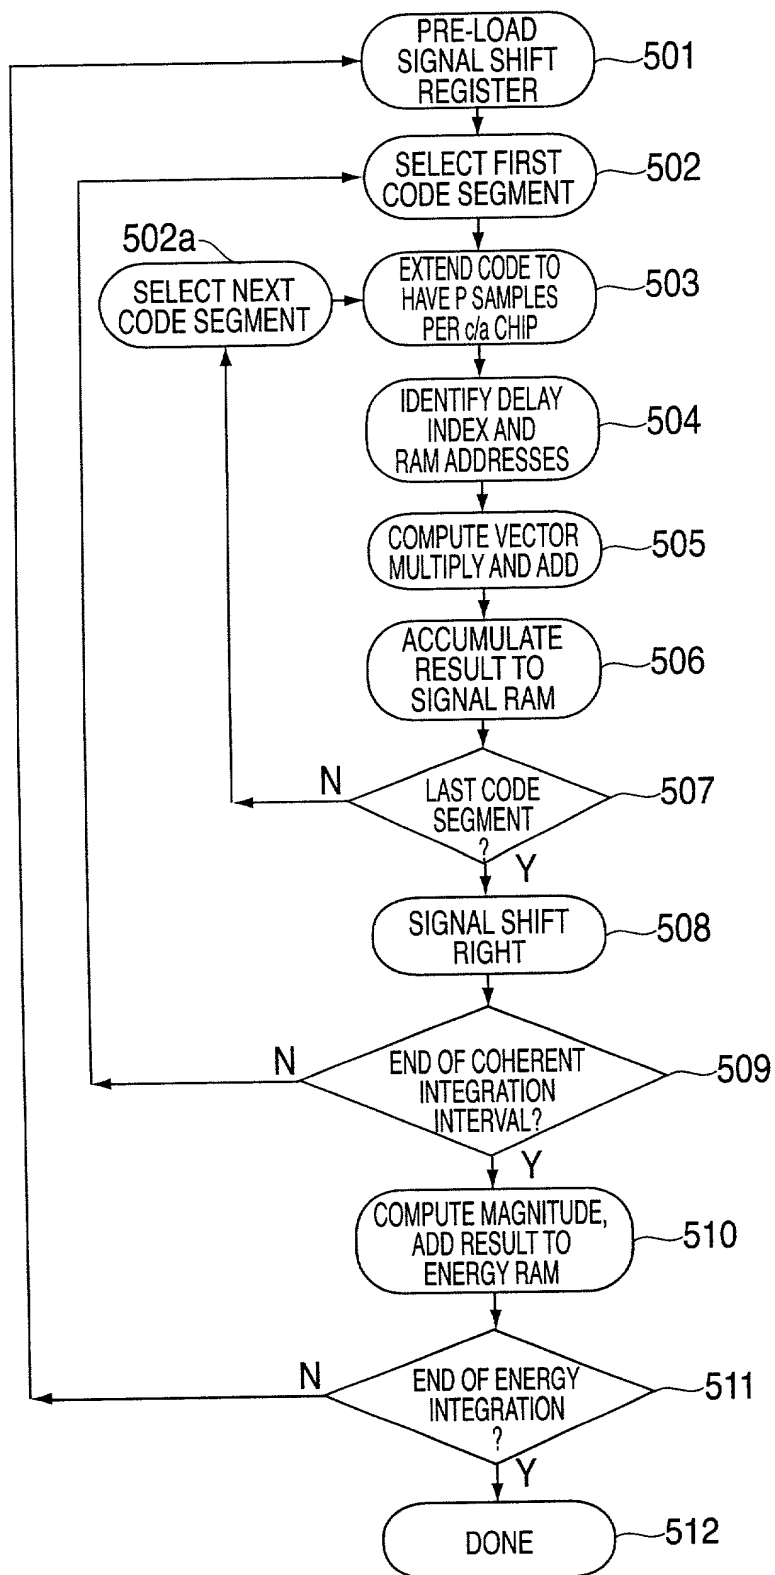 PRE-LOAD
SIGNAL SHIFT
REGISTER
501
SELECT FIRST
CODE SEGMENT
502
502a
SELECT NEXT
CODE SEGMENT
EXTEND CODE TO
HAVE P SAMPLES
PER c/a CHIP
503
IDENTIFY DELAY
INDEX AND
RAM ADDRESSES
504
COMPUTE VECTOR
MULTIPLY AND ADD
505
ACCUMULATE
RESULT TO
SIGNAL RAM
506
N
LAST CODE
SEGMENT
?
507
Y
SIGNAL SHIFT
RIGHT
508
N
END OF COHERENT
INTEGRATION
INTERVAL?
509
Y
COMPUTE MAGNITUDE,
ADD RESULT TO
ENERGY RAM
510
N
END OF ENERGY
INTEGRATION
?
511
Y
DONE
512